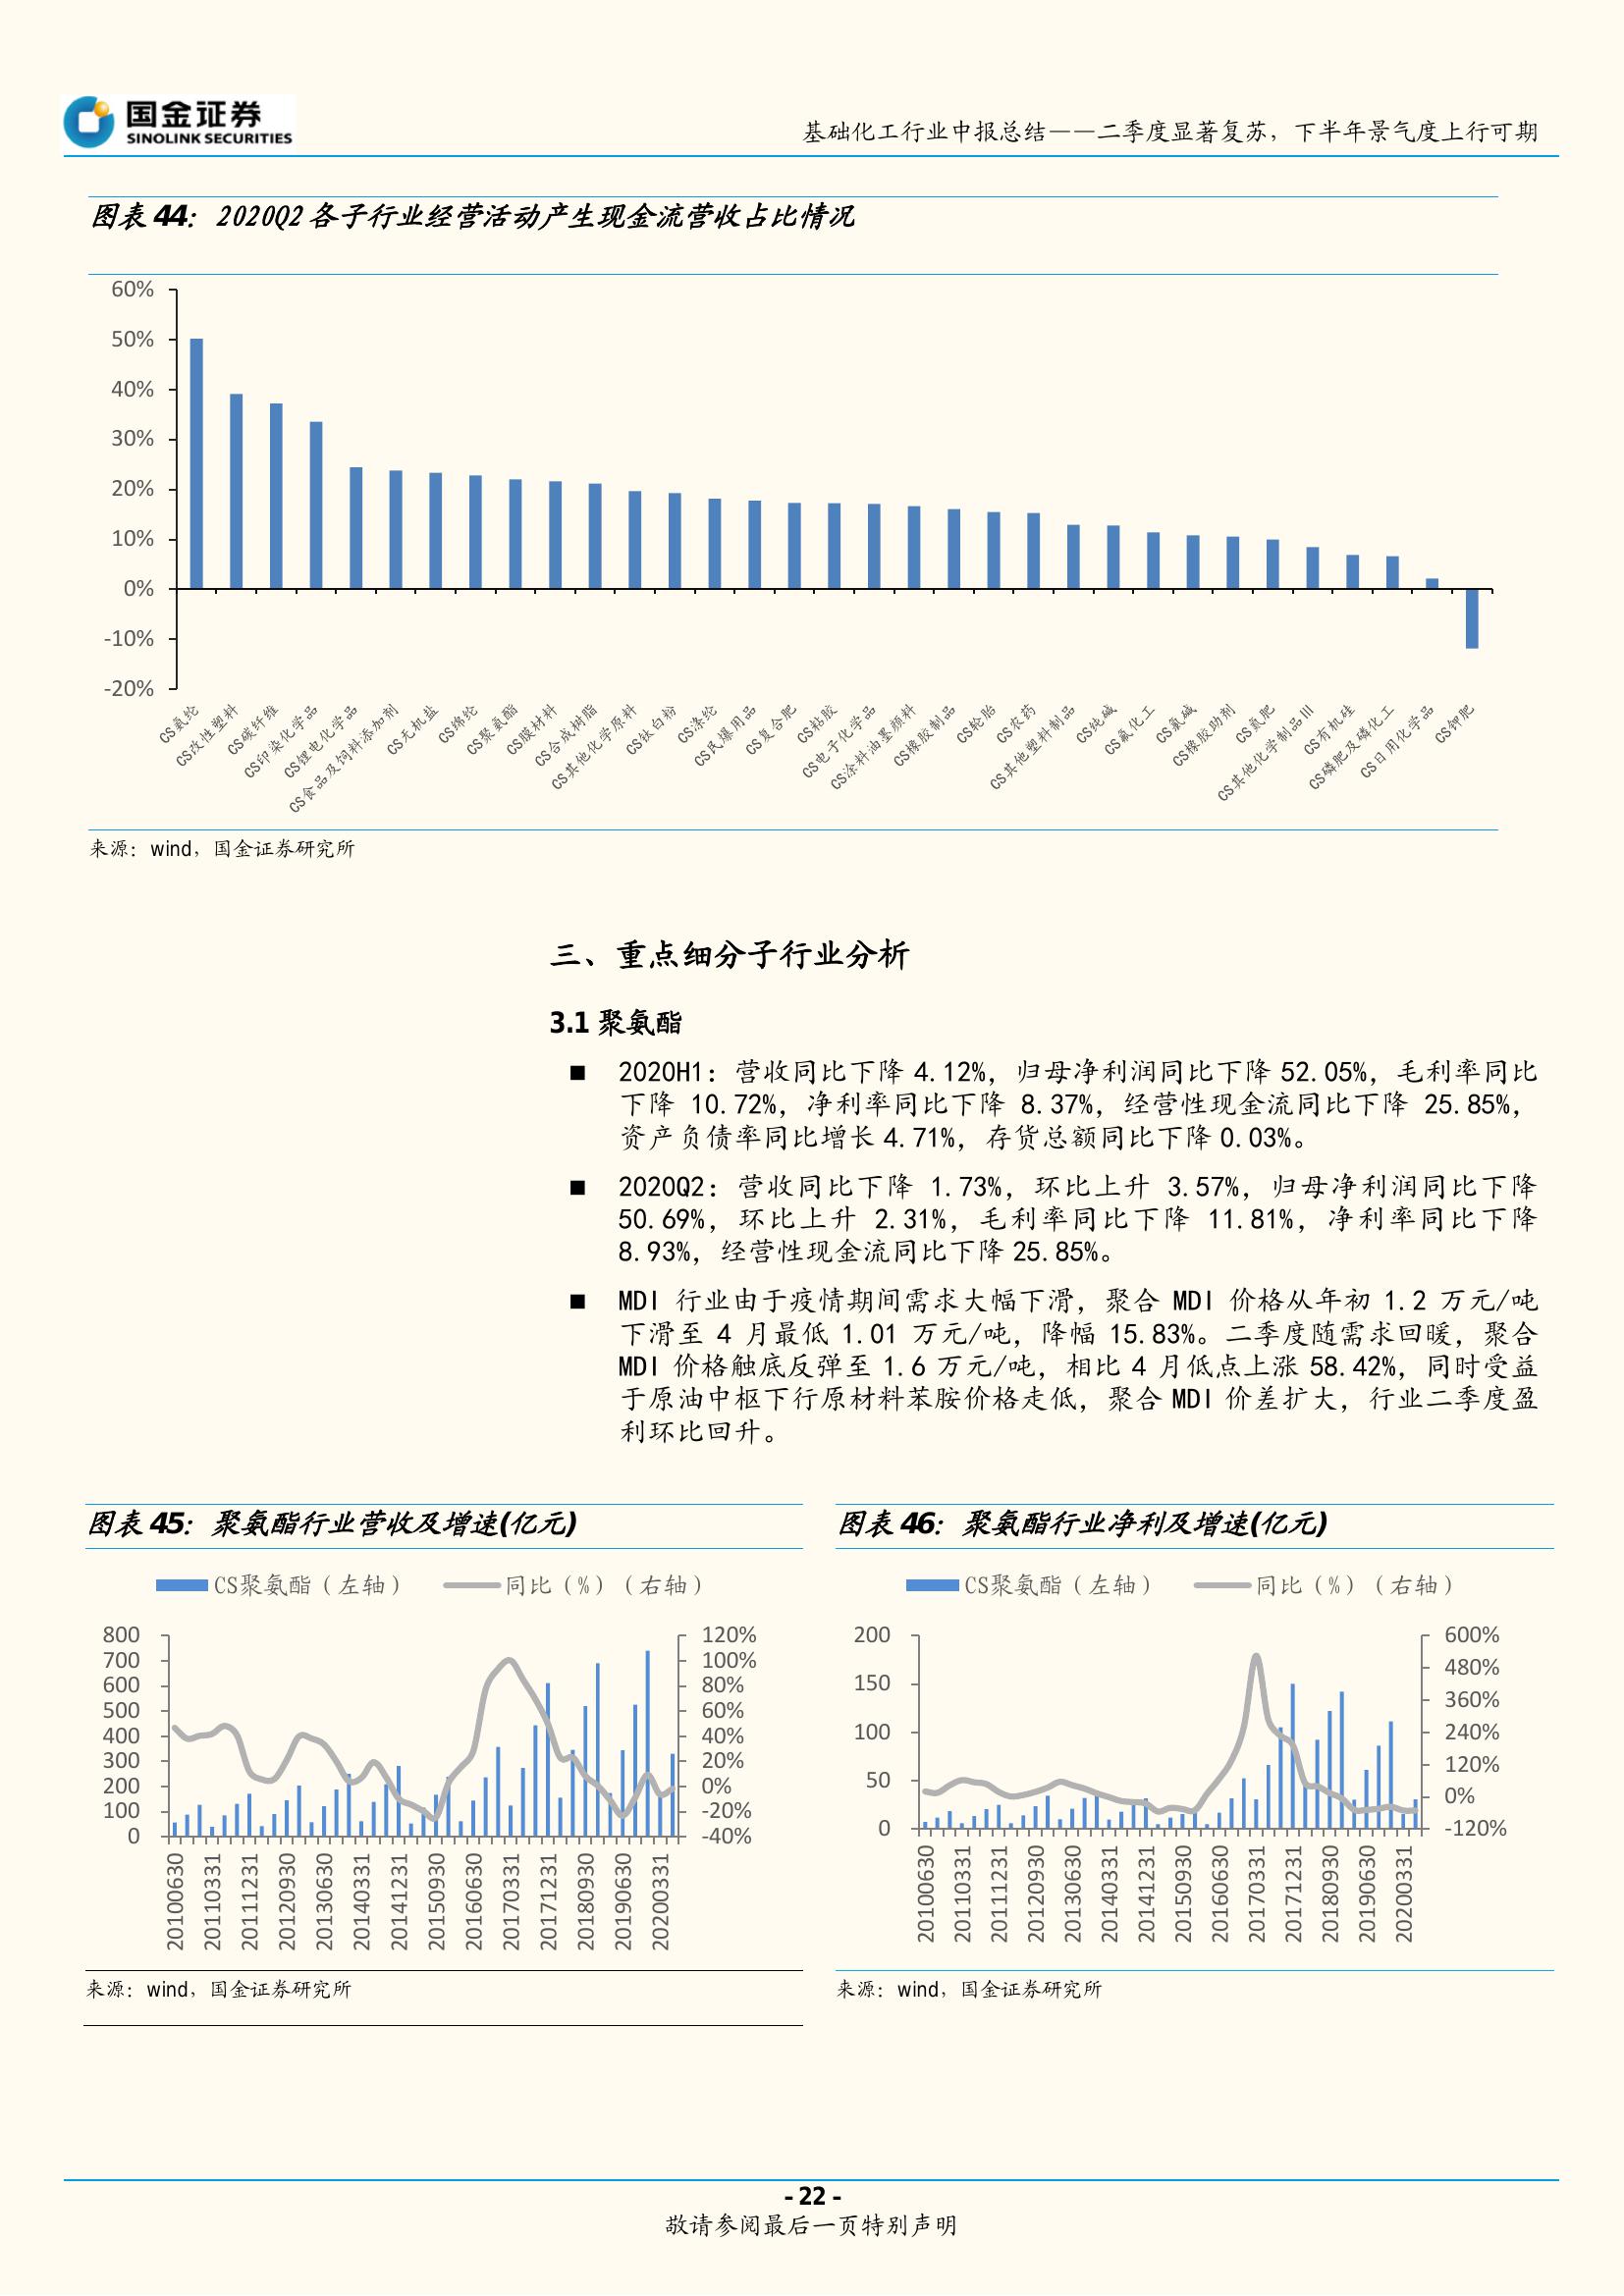 国金证券
SINOLINK SECURITIES
基础化工行业中报总结——二季度显著复苏，下半年景气度上行可期
图表 44：2020Q2 各子行业经营活动产生现金流营收占比情况
60%
50%
40%
30%
20%
10%
0%
-10%
-20%
CS氨纶
CS改性塑料
CS碳纤维
CS印染化学品
CS锂电化学品
CS食品及饲料添加剂
CS无机盐
CS绵纶
CS聚氨酯
CS膜材料
CS合成树脂
CS其他化学原料
CS钛白粉
CS涤纶
CS民爆用品
CS复合肥
CS粘胶
CS电子化学品
CS涂料油墨颜料
CS橡胶制品
CS轮胎
CS农药
CS其他塑料制品
CS纯碱
CS氟化工
CS氯碱
CS橡胶助剂
CS氮肥
CS其他化学制品Ⅲ
CS有机硅
CS磷肥及磷化工
CS日用化学品
CS钾肥
来源：wind，国金证券研究所
三、重点细分子行业分析
3.1 聚氨酯
■ 2020H1：营收同比下降 4.12%，归母净利润同比下降 52.05%，毛利率同比
下降 10.72%，净利率同比下降 8.37%，经营性现金流同比下降 25.85%，
资产负债率同比增长 4.71%，存货总额同比下降 0.03%。
■ 2020Q2：营收同比下降 1.73%，环比上升 3.57%，归母净利润同比下降
50.69%，环比上升 2.31%，毛利率同比下降 11.81%，净利率同比下降
8.93%，经营性现金流同比下降 25.85%。
■ MDI 行业由于疫情期间需求大幅下滑，聚合 MDI 价格从年初 1.2 万元/吨
下滑至 4 月最低 1.01 万元/吨，降幅 15.83%。二季度随需求回暖，聚合
MDI 价格触底反弹至 1.6 万元/吨，相比 4 月低点上涨 58.42%，同时受益
于原油中枢下行原材料苯胺价格走低，聚合 MDI 价差扩大，行业二季度盈
利环比回升。
图表 45：聚氨酯行业营收及增速(亿元)
CS聚氨酯（左轴） 同比（%）（右轴）
800
700
600
500
400
300
200
100
0
120%
100%
80%
60%
40%
20%
0%
-20%
-40%
20100630
20110331
20111231
20120930
20130630
20140331
20141231
20150930
20160630
20170331
20171231
20180930
20190630
20200331
来源：wind，国金证券研究所
图表 46：聚氨酯行业净利及增速(亿元)
CS聚氨酯（左轴） 同比（%）（右轴）
200
150
100
50
0
600%
480%
360%
240%
120%
0%
-120%
20100630
20110331
20111231
20120930
20130630
20140331
20141231
20150930
20160630
20170331
20171231
20180930
20190630
20200331
来源：wind，国金证券研究所
- 22 -
敬请参阅最后一页特别声明